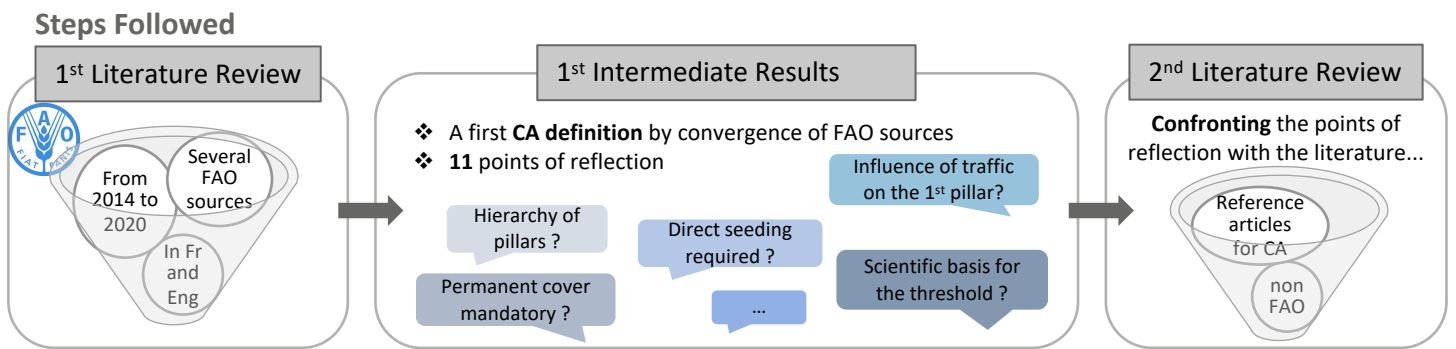 Steps Followed
1st Literature Review
F A O
FIAT PANIS
From
2014 to
2020
Several
FAO
sources
In Fr
and
Eng
1st Intermediate Results
❖ A first CA definition by convergence of FAO sources
❖ 11 points of reflection
Influence of traffic
on the 1st pillar?
Hierarchy of
pillars ?
Direct seeding
required ?
Scientific basis for
the threshold ?
Permanent cover
mandatory ?
...
2nd Literature Review
Confronting the points of
reflection with the literature...
Reference
articles
for CA
non
FAO